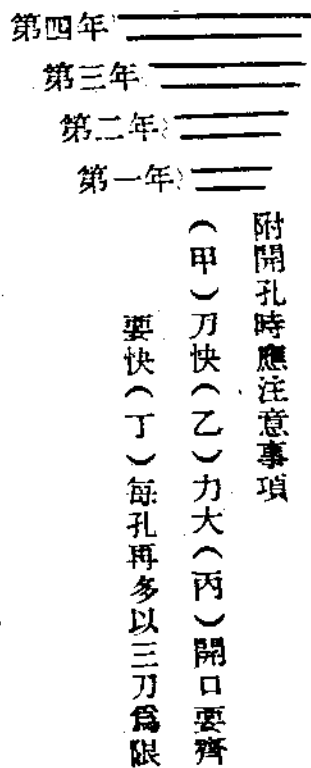 第四年
第三年
第二年
第一年
附開孔時應注意事項
（甲）刀快（乙）力大（丙）開口要齊
要快（丁）每孔再多以三刀爲限